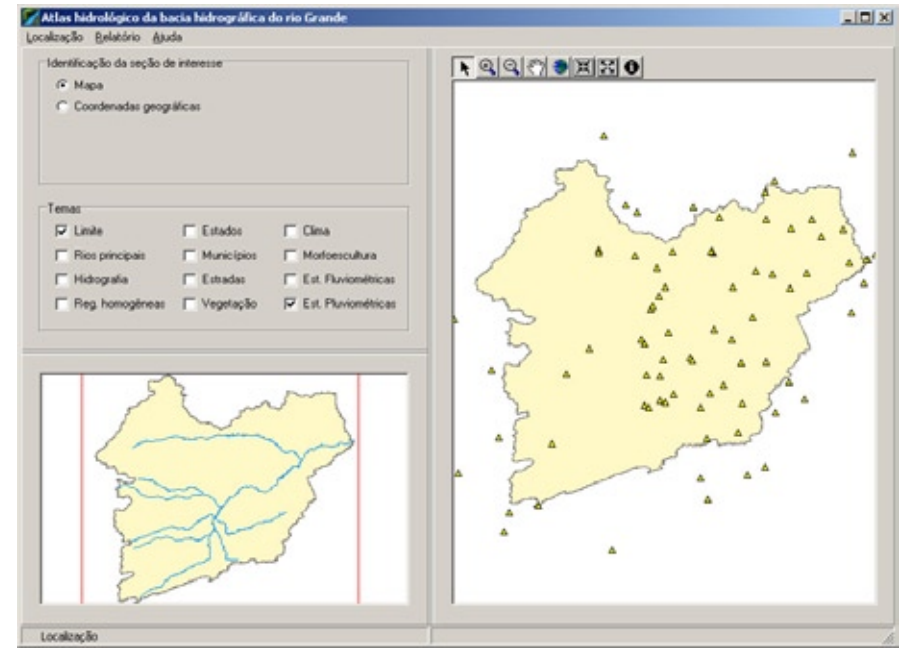 Atlas hidrológico da bacia hidrográfica do rio Grande
Localização Relatório Ajuda
Identificação da seção de interesse
Mapa
Coordenadas geográficas
Temas
Limite Estados Clima
Rios principais Municípios Morfoescultura
Hidrografia Estradas Est. Fluviométricas
Reg. homogêneas Vegetação Est. Pluviométricas
Localização